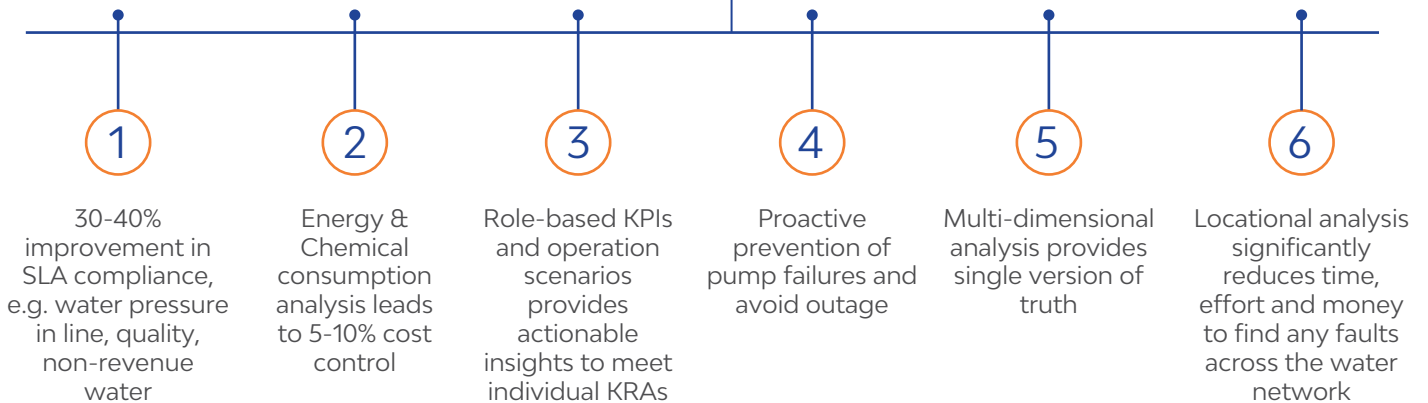 1
30-40%
improvement in
SLA compliance,
e.g. water pressure
in line, quality,
non-revenue
water
2
Energy &
Chemical
consumption
analysis leads
to 5-10% cost
control
3
Role-based KPIs
and operation
scenarios
provides
actionable
insights to meet
individual KRAs
4
Proactive
prevention of
pump failures and
avoid outage
5
Multi-dimensional
analysis provides
single version of
truth
6
Locational analysis
significantly
reduces time,
effort and money
to find any faults
across the water
network